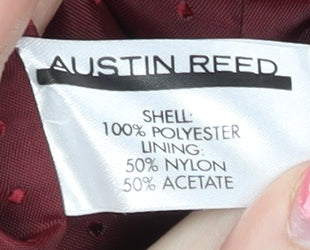 AUSTIN REED
SHELL:
100% POLYESTER
LINING:
50% NYLON
50% ACETATE